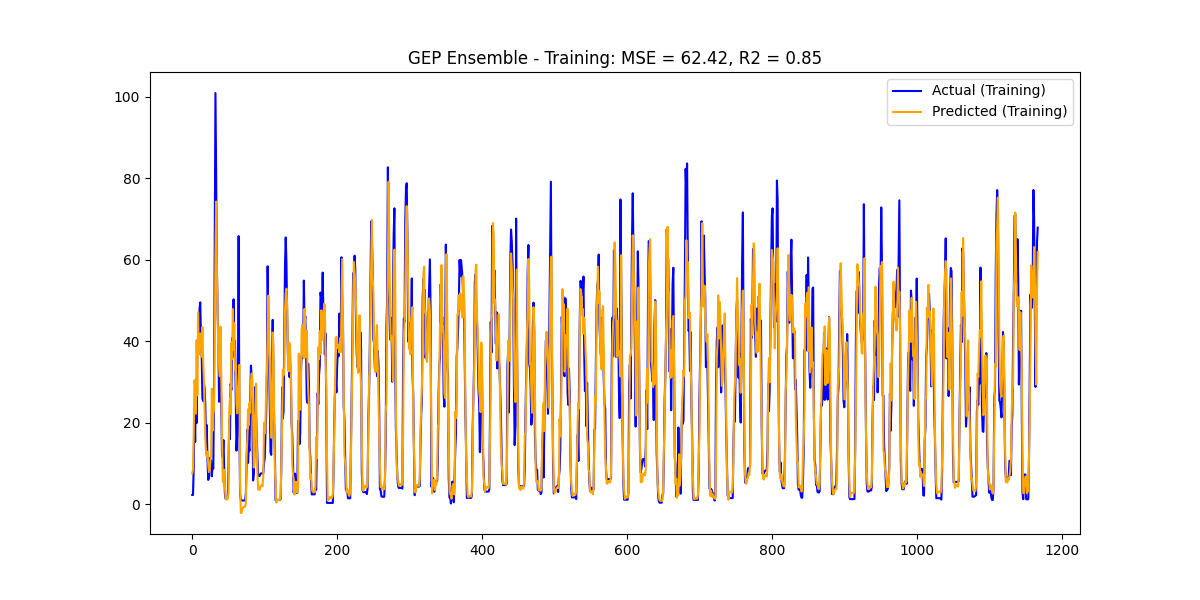 GEP Ensemble - Training: MSE = 62.42, R2 = 0.85
Actual (Training)
Predicted (Training)
100
80
60
40
20
0
0 200 400 600 800 1000 1200